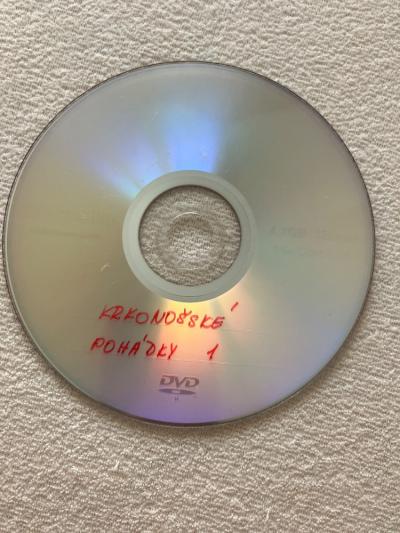 KRKONOŠSKÉ
POHÁDKY 1
DVD
R